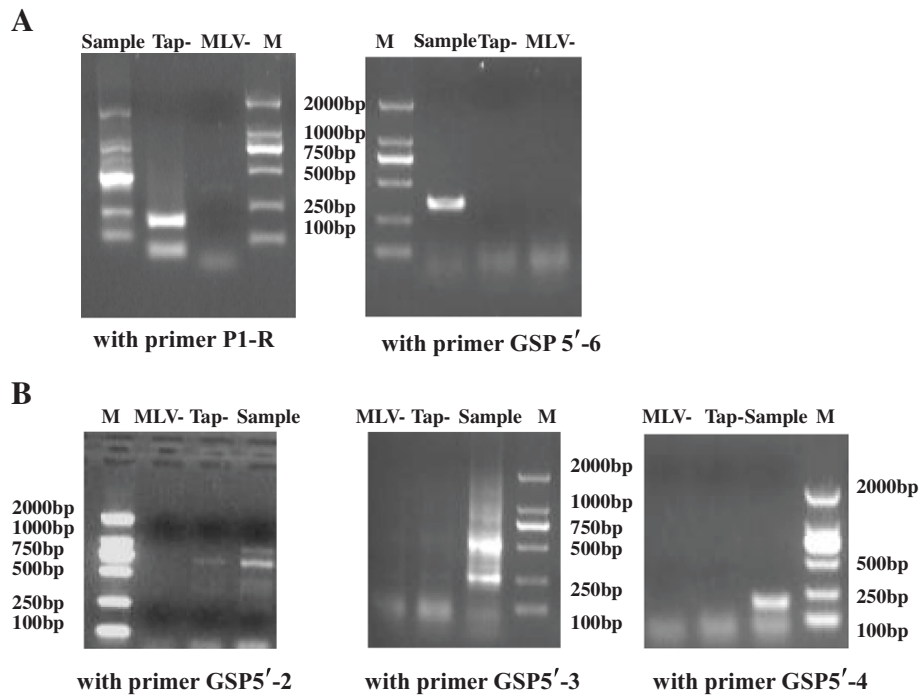 A
Sample Tap- MLV- M
2000bp
1000bp
750bp
500bp
250bp
100bp
with primer P1-R
M Sample Tap- MLV-
with primer GSP 5′-6
B
M MLV- Tap- Sample
2000bp
1000bp
750bp
500bp
250bp
100bp
with primer GSP5′-2
MLV- Tap- Sample M
2000bp
1000bp
750bp
500bp
250bp
100bp
with primer GSP5′-3
MLV- Tap- Sample M
2000bp
500bp
250bp
100bp
with primer GSP5′-4